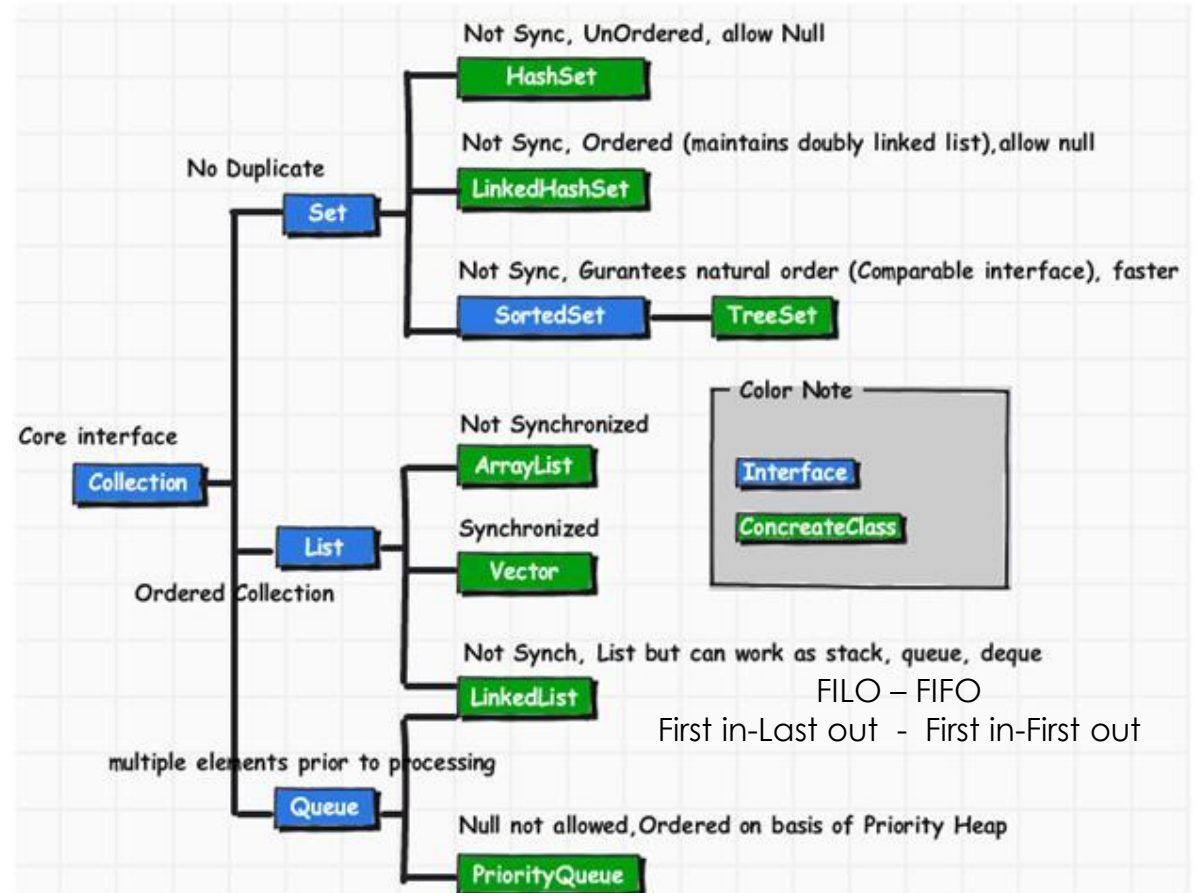 Not Sync, UnOrdered, allow Null
HashSet
Not Sync, Ordered (maintains doubly linked list),allow null
No Duplicate
LinkedHashSet
Set
Not Sync, Gurantees natural order (Comparable interface), faster
SortedSet
TreeSet
Color Note
Not Synchronized
Core interface
ArrayList
Interface
Collection
ConcreateClass
Synchronized
List
Vector
Ordered Collection
Not Synch, List but can work as stack, queue, deque
LinkedList
FILO – FIFO
First in-Last out - First in-First out
multiple elements prior to processing
Queue
Null not allowed,Ordered on basis of Priority Heap
PriorityQueue